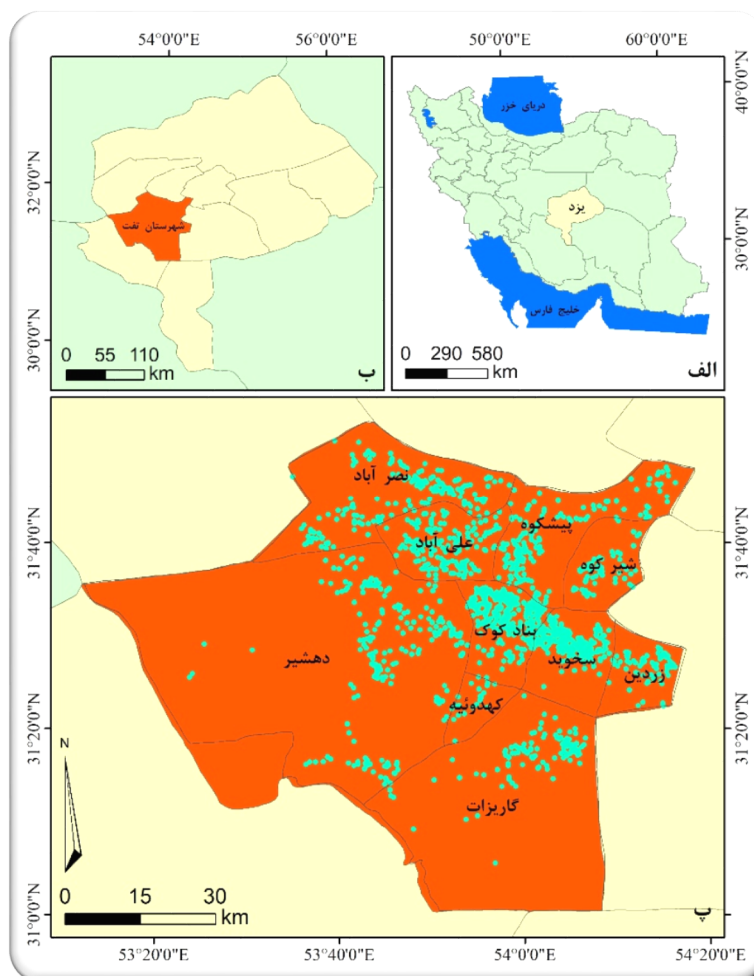 54°0'0"E 56°0'0"E
50°0'0"E 60°0'0"E
32°0'0"N
30°0'0"N
شهرستان تفت
0 55 110
km
ب
40°0'0"N
30°0'0"N
دریای خزر
یزد
خلیج فارس
0 290 580
km
الف
31°40'0"N
31°20'0"N
31°0'0"N
31°40'0"N
31°20'0"N
31°0'0"N
نصر آباد
پیشکوه
علی آباد
شیر کوه
بناد کوک
سخوید
دهشیر
زردین
کهدوئیه
گاریزات
N
0 15 30
km
پ
53°20'0"E 53°40'0"E 54°0'0"E 54°20'0"E